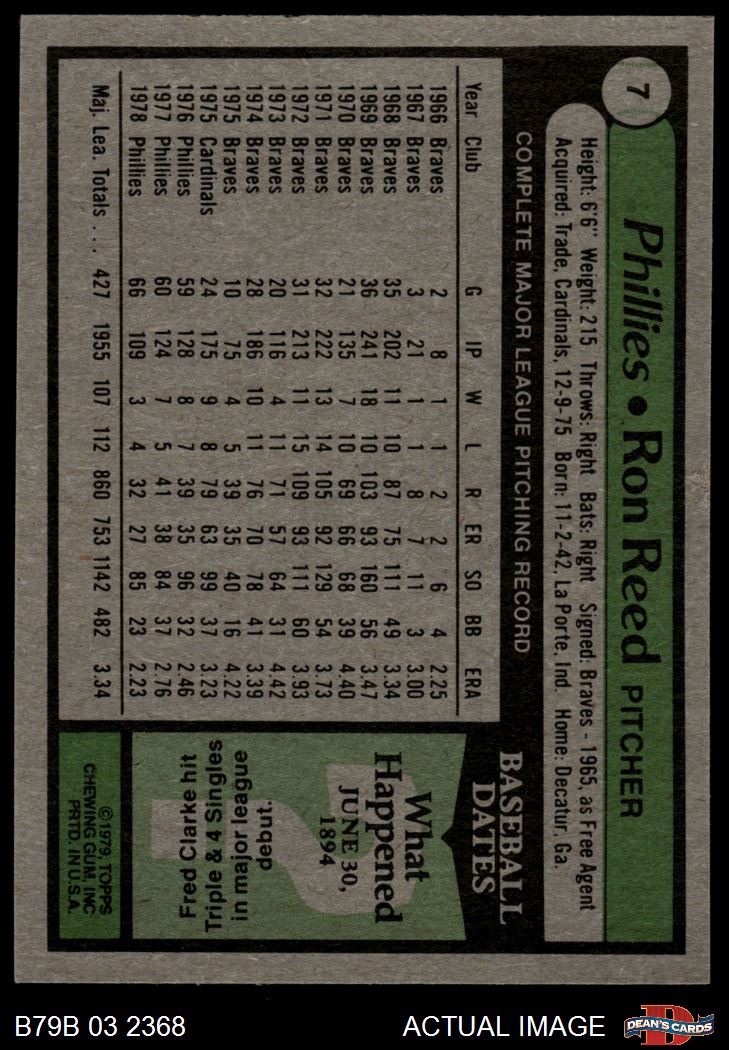 7
Phillies • Ron Reed PITCHER
Height: 6'6" Weight: 215 Throws: Right Bats: Right Signed: Braves - 1965, as Free Agent
Acquired: Trade, Cardinals, 12-9-75 Born: 11-2-42, La Porte, Ind. Home: Decatur, Ga.
COMPLETE MAJOR LEAGUE PITCHING RECORD
Year Club G IP W L R ER SO BB ERA
1966 Braves 2 8 1 1 2 2 6 4 2.25
1967 Braves 3 21 1 1 8 7 11 3 3.00
1968 Braves 35 202 11 10 87 75 111 49 3.34
1969 Braves 36 241 18 10 103 93 160 56 3.47
1970 Braves 21 135 7 10 69 66 68 39 4.40
1971 Braves 32 222 13 14 105 92 129 54 3.73
1972 Braves 31 213 11 15 109 93 111 60 3.93
1973 Braves 20 116 4 11 71 57 64 31 4.42
1974 Braves 28 186 10 11 76 70 78 41 3.39
1975 Braves 10 75 4 5 39 35 40 16 4.22
1975 Cardinals 24 175 9 8 79 63 99 37 3.23
1976 Phillies 59 128 8 7 39 35 96 32 2.46
1977 Phillies 60 124 7 5 41 38 84 37 2.76
1978 Phillies 66 109 3 4 32 27 85 23 2.23
Maj. Lea. Totals . . . 427 1955 107 112 860 753 1142 482 3.34
BASEBALL
DATES
What
Happened
JUNE 30,
1894
Fred Clarke hit
Triple & 4 Singles
in major league
debut.
©1979, TOPPS
CHEWING GUM, INC
PRTD. IN U.S.A.
B79B 03 2368 ACTUAL IMAGE
D
DEAN'S CARDS